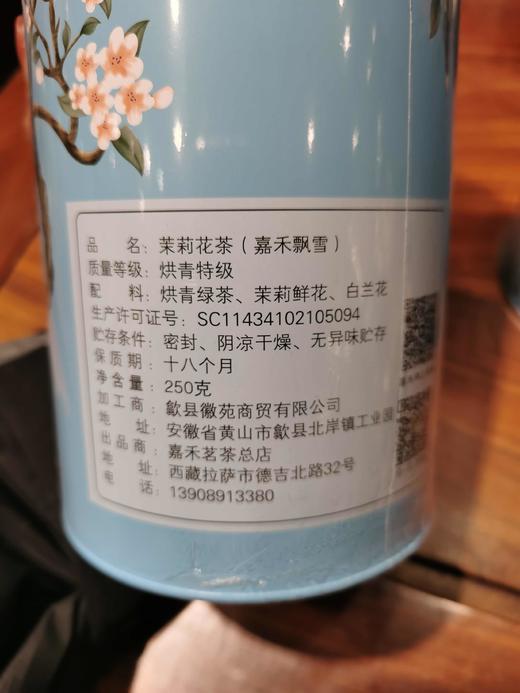 品　　名：茉莉花茶（嘉禾飘雪）
质量等级：烘青特级
配　　料：烘青绿茶、茉莉鲜花、白兰花
生产许可证号：SC11434102105094
贮存条件：密封、阴凉干燥、无异味贮存
保 质 期：十八个月
净 含 量：250克
加 工 商：歙县徽苑商贸有限公司
地　　址：安徽省黄山市歙县北岸镇工业园
出 品 商：嘉禾茗茶总店
地　　址：西藏拉萨市德吉北路32号
电　　话：13908913380